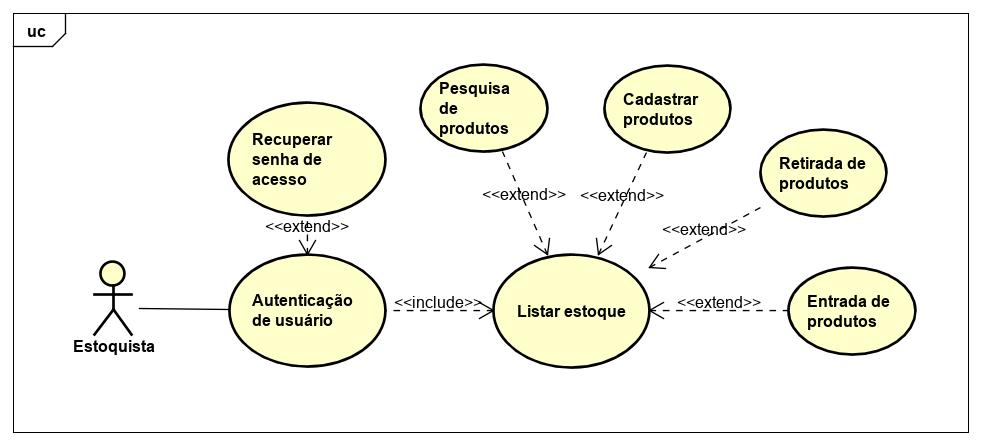 uc
Pesquisa
de
produtos
Cadastrar
produtos
Recuperar
senha de
acesso
Retirada de
produtos
<<extend>>
<<extend>>
<<extend>>
<<extend>>
Autenticação
de usuário
<<include>>
Listar estoque
<<extend>>
Entrada de
produtos
Estoquista